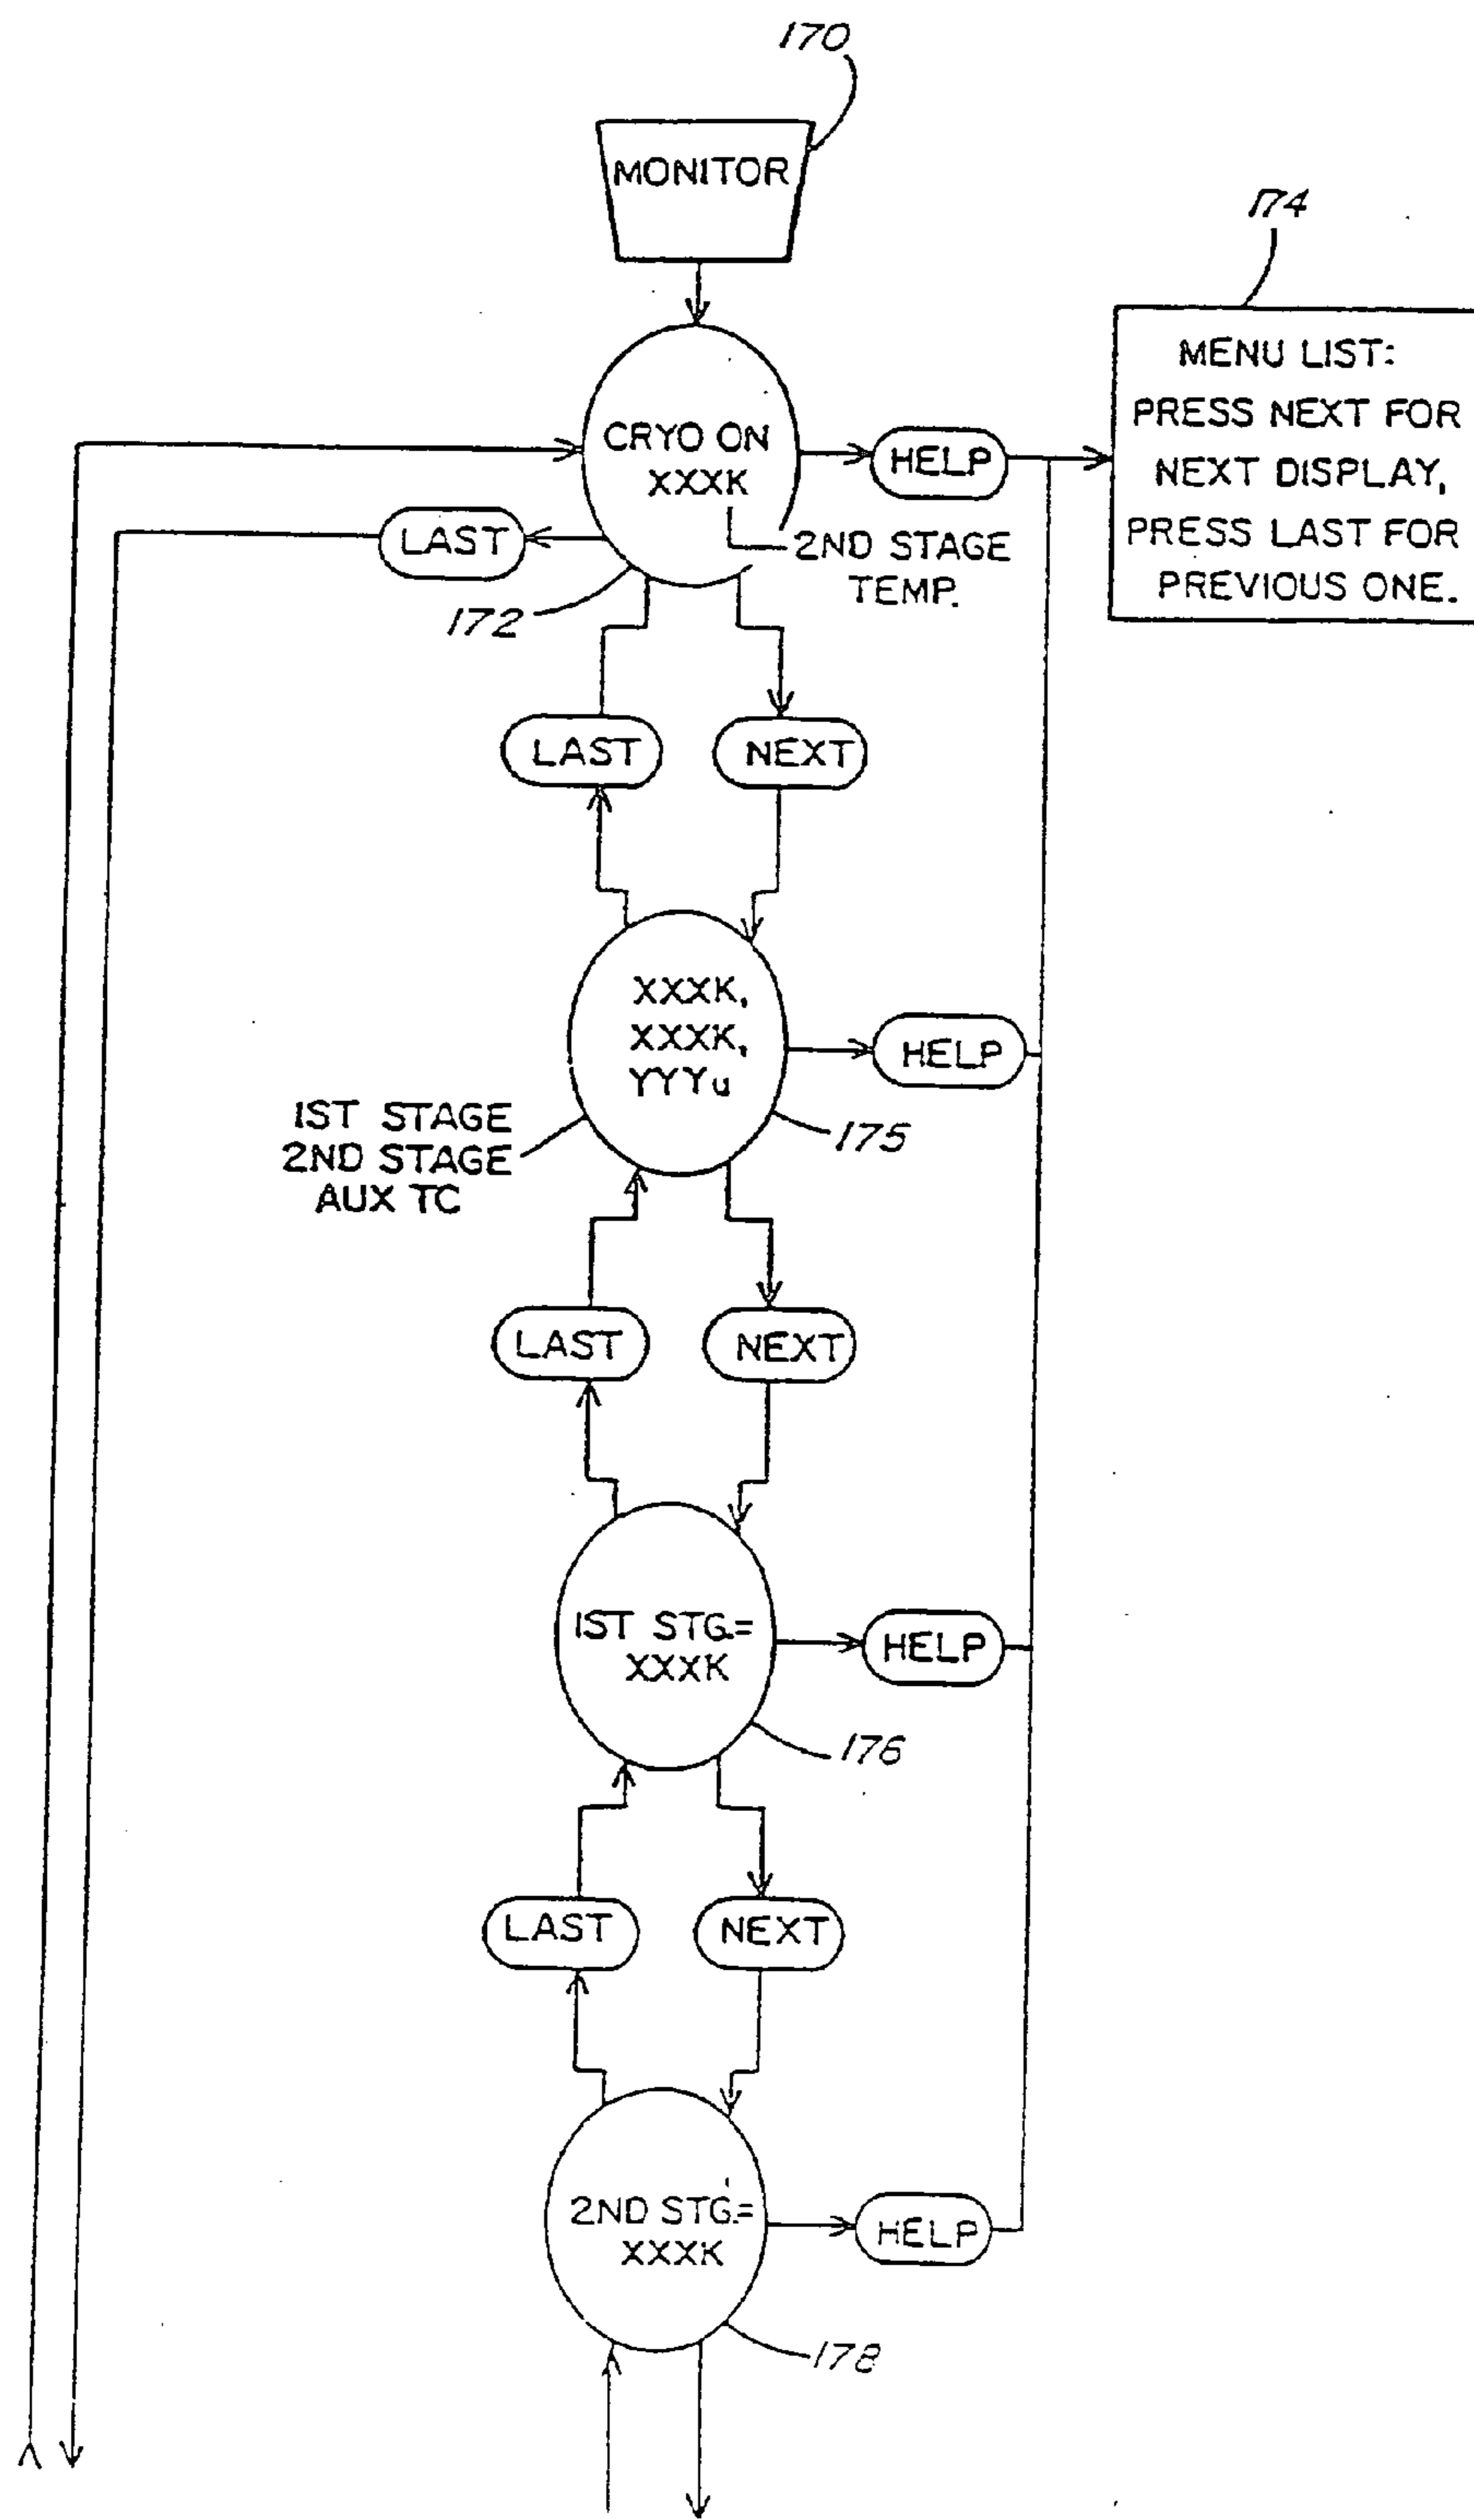 170
MONITOR
174
MENU LIST:
PRESS NEXT FOR
NEXT DISPLAY,
PRESS LAST FOR
PREVIOUS ONE.
CRYO ON
XXXK
HELP
LAST
2ND STAGE
TEMP.
172
LAST
NEXT
XXXK,
XXXK,
YYYu
HELP
1ST STAGE
2ND STAGE
AUX TC
175
LAST
NEXT
1ST STG.=
XXXK
HELP
176
LAST
NEXT
2ND STG.=
XXXK
HELP
178